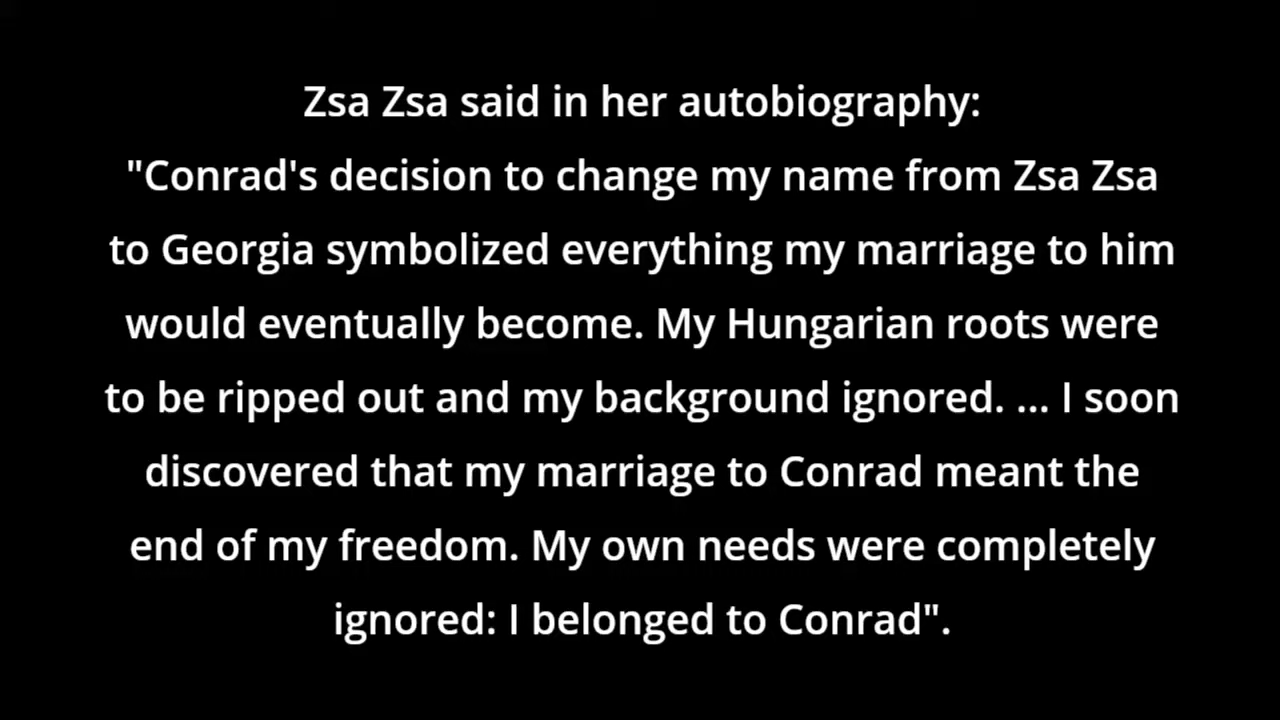 Zsa Zsa said in her autobiography:
"Conrad's decision to change my name from Zsa Zsa
to Georgia symbolized everything my marriage to him
would eventually become. My Hungarian roots were
to be ripped out and my background ignored. ... I soon
discovered that my marriage to Conrad meant the
end of my freedom. My own needs were completely
ignored: I belonged to Conrad".